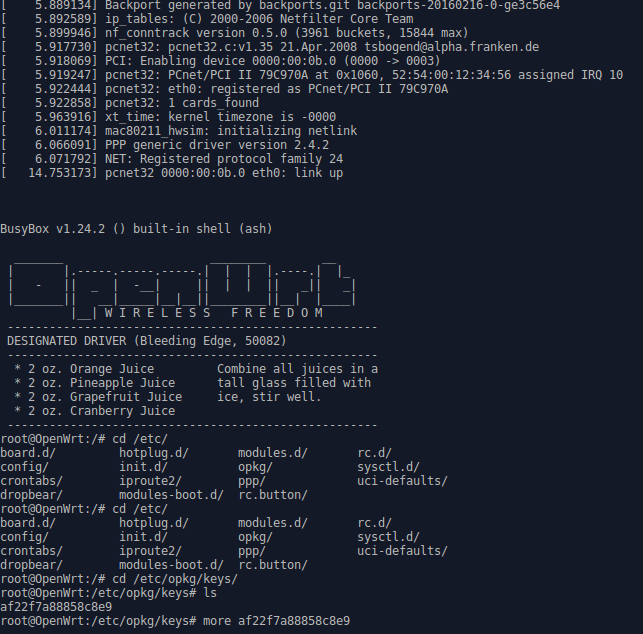 [    5.889134] Backport generated by backports.git backports-20160216-0-ge3c56e4
[    5.892589] ip_tables: (C) 2000-2006 Netfilter Core Team
[    5.899946] nf_conntrack version 0.5.0 (3961 buckets, 15844 max)
[    5.917730] pcnet32: pcnet32.c:v1.35 21.Apr.2008 tsbogend@alpha.franken.de
[    5.918069] PCI: Enabling device 0000:00:0b.0 (0000 -> 0003)
[    5.919247] pcnet32: PCnet/PCI II 79C970A at 0x1060, 52:54:00:12:34:56 assigned IRQ 10
[    5.922444] pcnet32: eth0: registered as PCnet/PCI II 79C970A
[    5.922858] pcnet32: 1 cards_found
[    5.963916] xt_time: kernel timezone is -0000
[    6.011174] mac80211_hwsim: initializing netlink
[    6.066091] PPP generic driver version 2.4.2
[    6.071792] NET: Registered protocol family 24
[   14.753173] pcnet32 0000:00:0b.0 eth0: link up
BusyBox v1.24.2 () built-in shell (ash)
OpenWrt
W I R E L E S S   F R E E D O M
-----------------------------------------------------
DESIGNATED DRIVER (Bleeding Edge, 50082)
-----------------------------------------------------
* 2 oz. Orange Juice         Combine all juices in a
* 2 oz. Pineapple Juice      tall glass filled with
* 2 oz. Grapefruit Juice     ice, stir well.
* 2 oz. Cranberry Juice
-----------------------------------------------------
root@OpenWrt:/# cd /etc/
board.d/         hotplug.d/       modules.d/       rc.d/
config/          init.d/          opkg/            sysctl.d/
crontabs/        iproute2/        ppp/             uci-defaults/
dropbear/        modules-boot.d/  rc.button/
root@OpenWrt:/# cd /etc/
board.d/         hotplug.d/       modules.d/       rc.d/
config/          init.d/          opkg/            sysctl.d/
crontabs/        iproute2/        ppp/             uci-defaults/
dropbear/        modules-boot.d/  rc.button/
root@OpenWrt:/# cd /etc/opkg/keys/
root@OpenWrt:/etc/opkg/keys# ls
af22f7a88858c8e9
root@OpenWrt:/etc/opkg/keys# more af22f7a88858c8e9